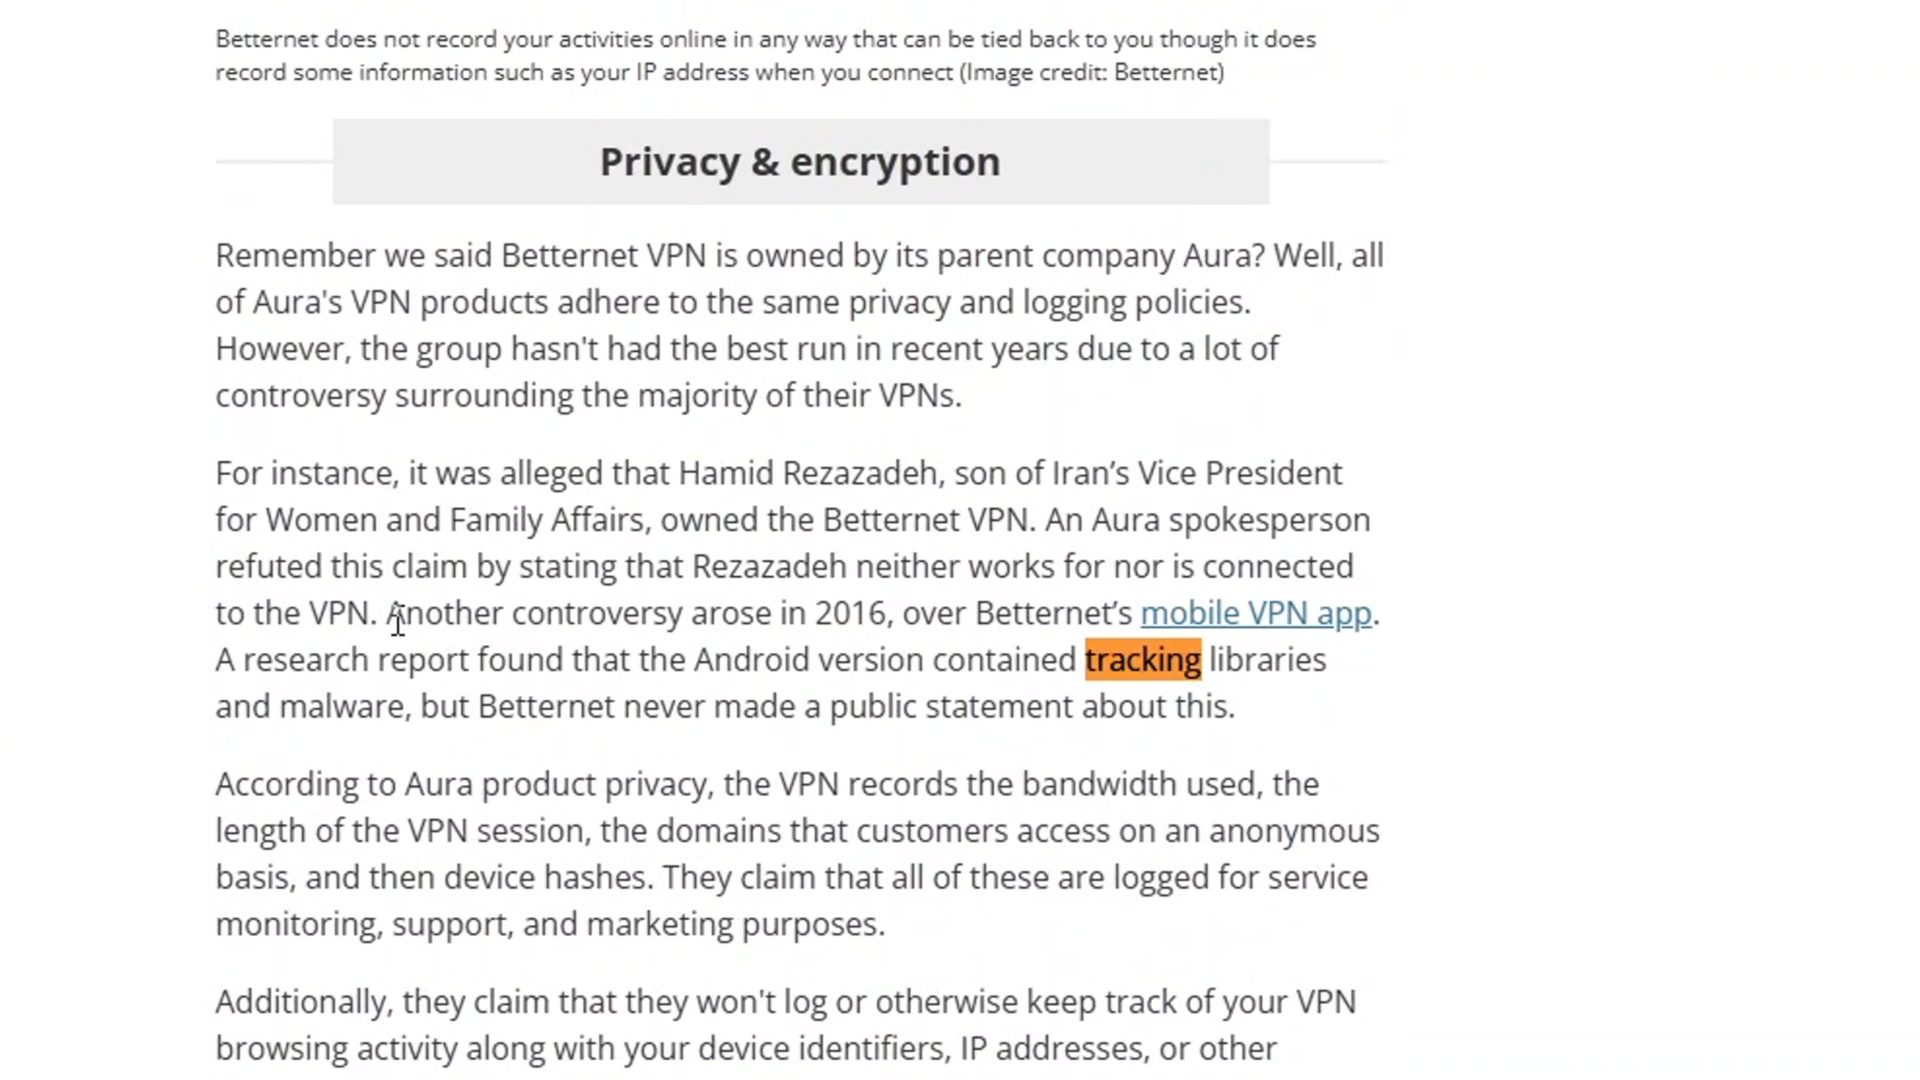 Betternet does not record your activities online in any way that can be tied back to you though it does
record some information such as your IP address when you connect (Image credit: Betternet)
Privacy & encryption
Remember we said Betternet VPN is owned by its parent company Aura? Well, all
of Aura's VPN products adhere to the same privacy and logging policies.
However, the group hasn't had the best run in recent years due to a lot of
controversy surrounding the majority of their VPNs.
For instance, it was alleged that Hamid Rezazadeh, son of Iran’s Vice President
for Women and Family Affairs, owned the Betternet VPN. An Aura spokesperson
refuted this claim by stating that Rezazadeh neither works for nor is connected
to the VPN. Another controversy arose in 2016, over Betternet’s mobile VPN app.
A research report found that the Android version contained tracking libraries
and malware, but Betternet never made a public statement about this.
According to Aura product privacy, the VPN records the bandwidth used, the
length of the VPN session, the domains that customers access on an anonymous
basis, and then device hashes. They claim that all of these are logged for service
monitoring, support, and marketing purposes.
Additionally, they claim that they won't log or otherwise keep track of your VPN
browsing activity along with your device identifiers, IP addresses, or other